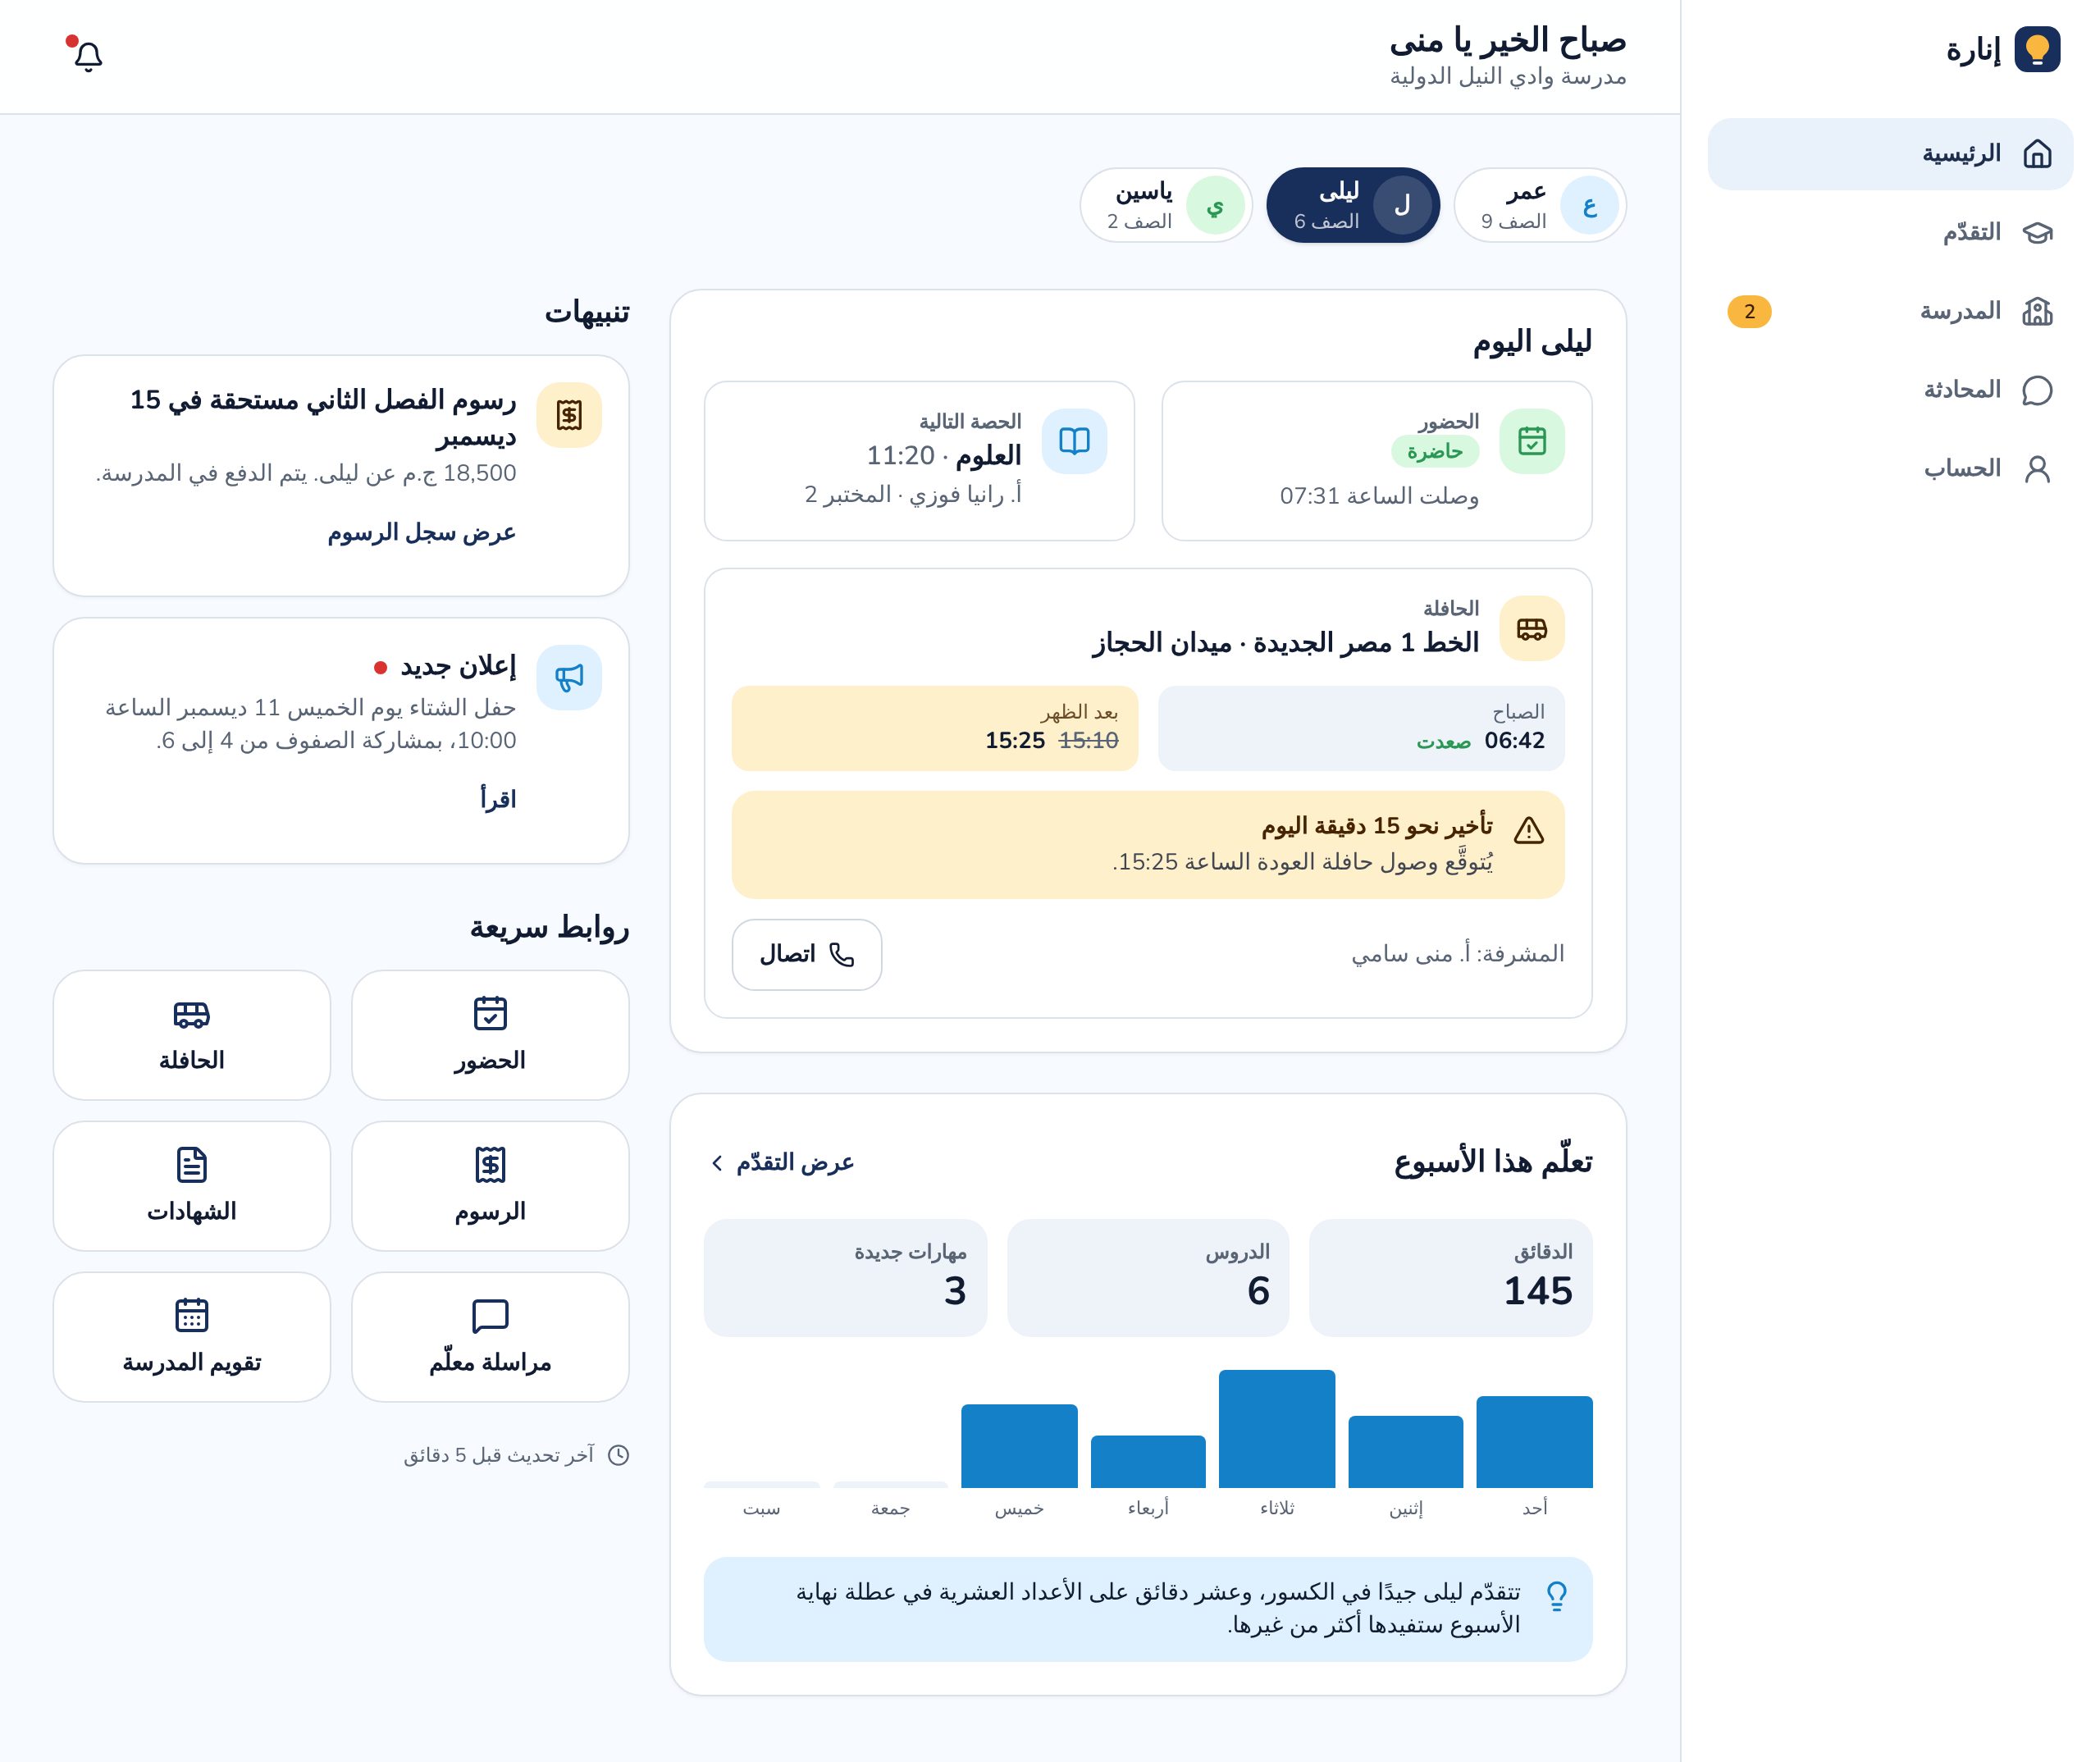 إنارة
الرئيسية
التقدّم
المدرسة
2
المحادثة
الحساب
صباح الخير يا منى
مدرسة وادي النيل الدولية
ع
عمر
الصف 9
ل
ليلى
الصف 6
ي
ياسين
الصف 2
ليلى اليوم
الحضور
حاضرة
وصلت الساعة 07:31
الحصة التالية
العلوم · 11:20
أ. رانيا فوزي · المختبر 2
الحافلة
الخط 1 مصر الجديدة · ميدان الحجاز
الصباح
06:42 صعدت
بعد الظهر
15:10 15:25
تأخير نحو 15 دقيقة اليوم
يُتوقَّع وصول حافلة العودة الساعة 15:25.
المشرفة: أ. منى سامي
اتصال
تعلّم هذا الأسبوع
عرض التقدّم
الدقائق
145
الدروس
6
مهارات جديدة
3
أحد
إثنين
ثلاثاء
أربعاء
خميس
جمعة
سبت
تتقدّم ليلى جيدًا في الكسور، وعشر دقائق على الأعداد العشرية في عطلة نهاية
الأسبوع ستفيدها أكثر من غيرها.
تنبيهات
رسوم الفصل الثاني مستحقة في 15
ديسمبر
18,500 ج.م عن ليلى. يتم الدفع في المدرسة.
عرض سجل الرسوم
إعلان جديد
حفل الشتاء يوم الخميس 11 ديسمبر الساعة
10:00، بمشاركة الصفوف من 4 إلى 6.
اقرأ
روابط سريعة
الحضور
الحافلة
الرسوم
الشهادات
مراسلة معلّم
تقويم المدرسة
آخر تحديث قبل 5 دقائق